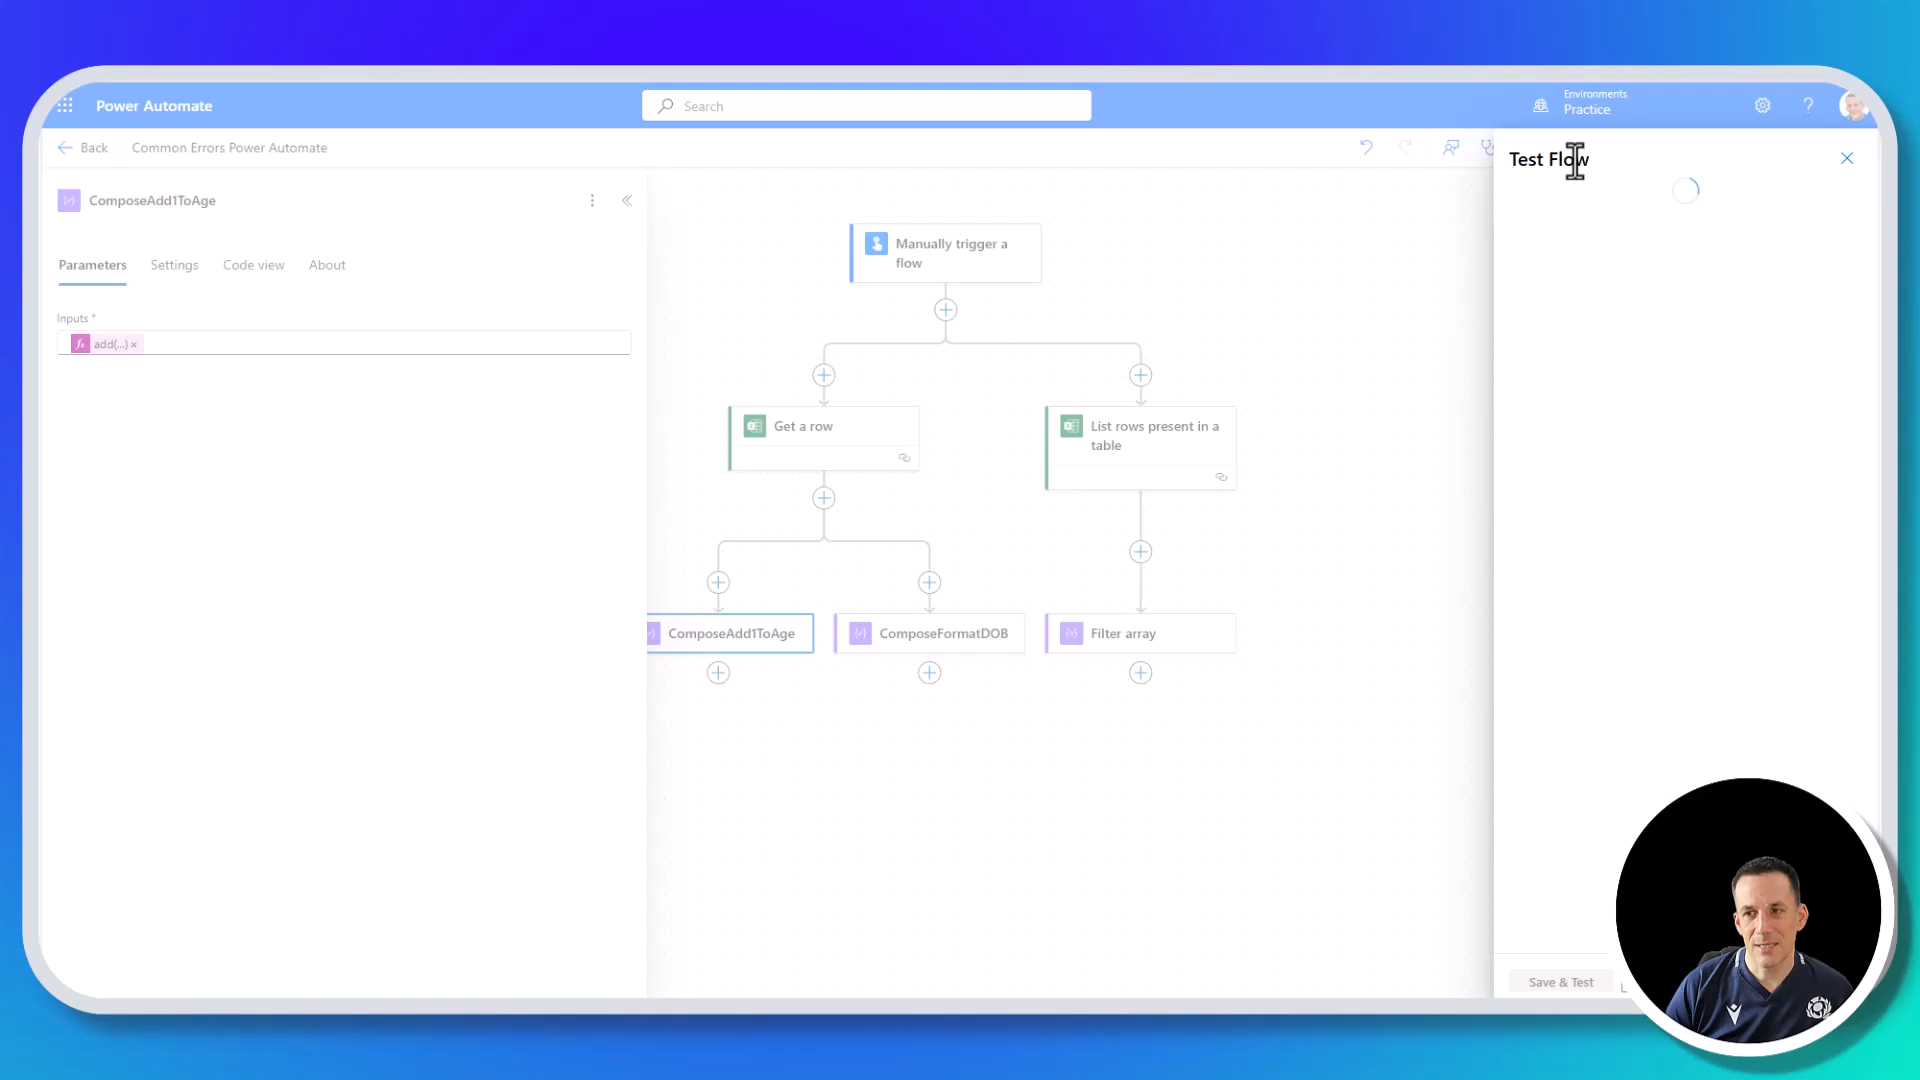 Power Automate
Search
Environments
Practice
Back
Common Errors Power Automate
Test Flow
ComposeAdd1ToAge
Parameters
Settings
Code view
About
Inputs *
add(...)
Manually trigger a
flow
Get a row
List rows present in a
table
ComposeAdd1ToAge
ComposeFormatDOB
Filter array
Save & Test